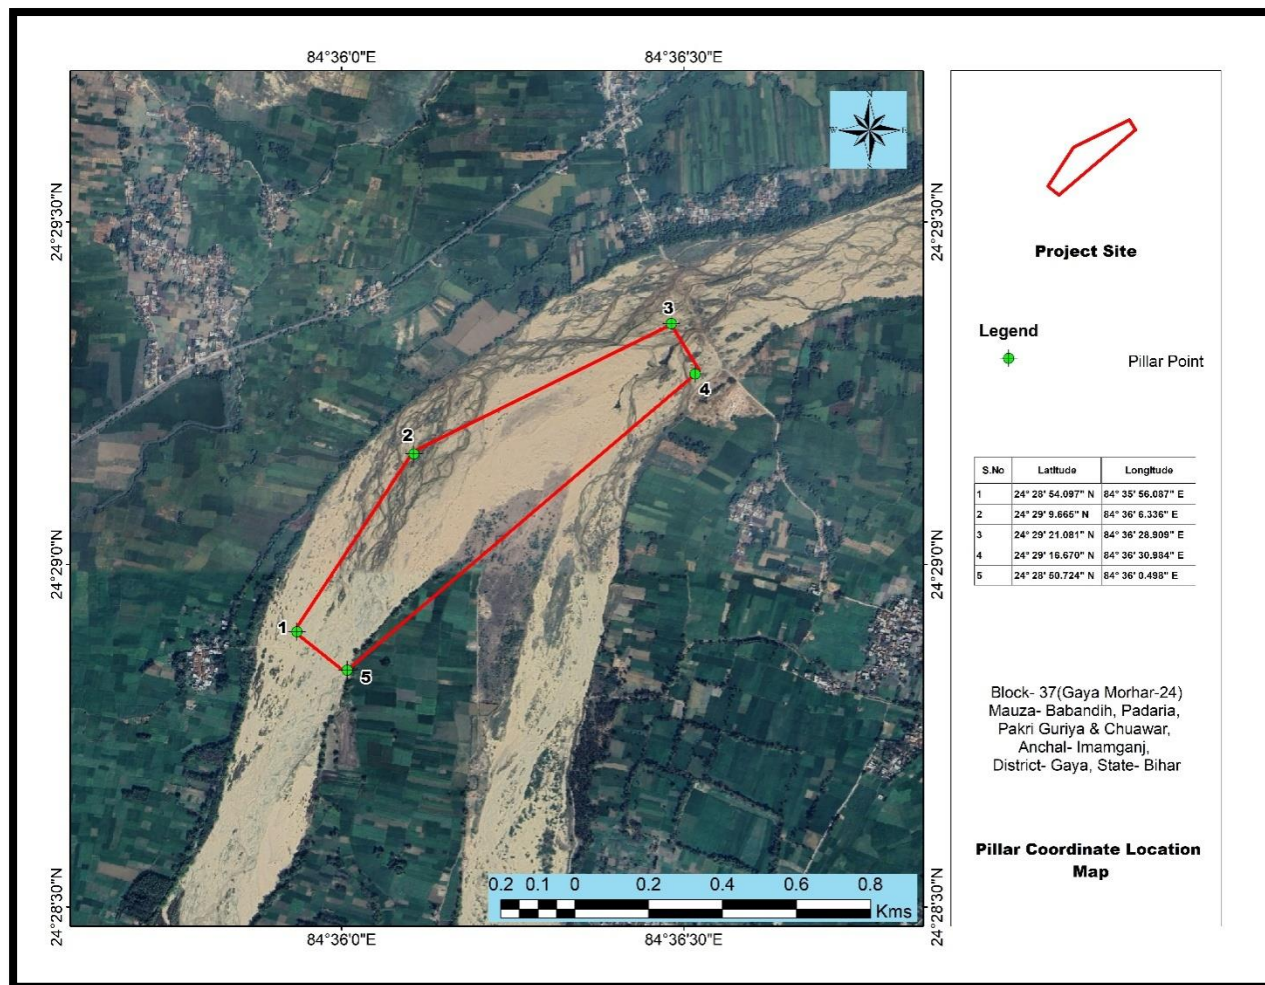 84°36'0"E 84°36'30"E
N
W E
S
24°29'30"N 24°29'30"N
3
4
2
24°29'0"N 24°29'0"N
1
5
0.2 0.1 0 0.2 0.4 0.6 0.8
Kms
24°28'30"N 24°28'30"N
84°36'0"E 84°36'30"E
Project Site
Legend
Pillar Point
S.No Latitude Longitude
1 24° 28' 54.097" N 84° 35' 56.087" E
2 24° 29' 9.665" N 84° 36' 6.336" E
3 24° 29' 21.081" N 84° 36' 28.909" E
4 24° 29' 16.670" N 84° 36' 30.984" E
5 24° 28' 50.724" N 84° 36' 0.498" E
Block- 37(Gaya Morhar-24)
Mauza- Babandih, Padaria,
Pakri Guriya & Chuawar,
Anchal- Imamganj,
District- Gaya, State- Bihar
Pillar Coordinate Location
Map